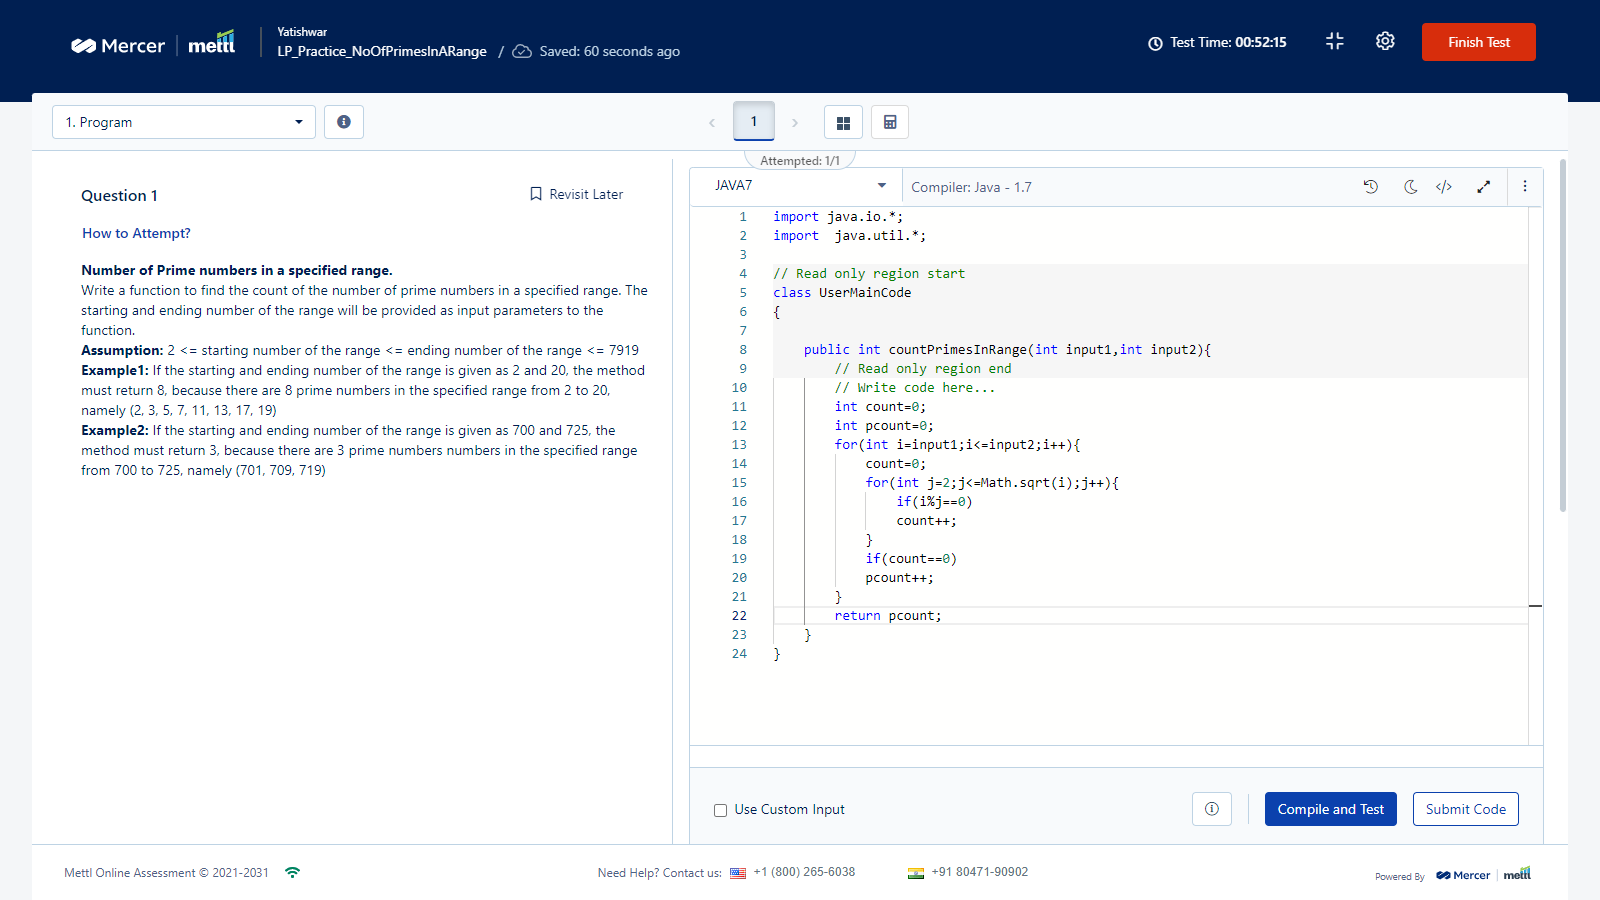 Mercer | mettl
Yatishwar
LP_Practice_NoOfPrimesInARange / Saved: 60 seconds ago
Test Time: 00:52:15
Finish Test
1. Program
1
Attempted: 1/1
Question 1
Revisit Later
How to Attempt?
Number of Prime numbers in a specified range.
Write a function to find the count of the number of prime numbers in a specified range. The
starting and ending number of the range will be provided as input parameters to the
function.
Assumption: 2 <= starting number of the range <= ending number of the range <= 7919
Example1: If the starting and ending number of the range is given as 2 and 20, the method
must return 8, because there are 8 prime numbers in the specified range from 2 to 20,
namely (2, 3, 5, 7, 11, 13, 17, 19)
Example2: If the starting and ending number of the range is given as 700 and 725, the
method must return 3, because there are 3 prime numbers numbers in the specified range
from 700 to 725, namely (701, 709, 719)
JAVA7
Compiler: Java - 1.7
1 import java.io.*;
2 import  java.util.*;
3
4 // Read only region start
5 class UserMainCode
6 {
7
8     public int countPrimesInRange(int input1,int input2){
9         // Read only region end
10         // Write code here...
11         int count=0;
12         int pcount=0;
13         for(int i=input1;i<=input2;i++){
14             count=0;
15             for(int j=2;j<=Math.sqrt(i);j++){
16                 if(i%j==0)
17                 count++;
18             }
19             if(count==0)
20             pcount++;
21         }
22         return pcount;
23     }
24 }
Use Custom Input
Compile and Test
Submit Code
Mettl Online Assessment © 2021-2031
Need Help? Contact us: +1 (800) 265-6038
+91 80471-90902
Powered By Mercer | mettl